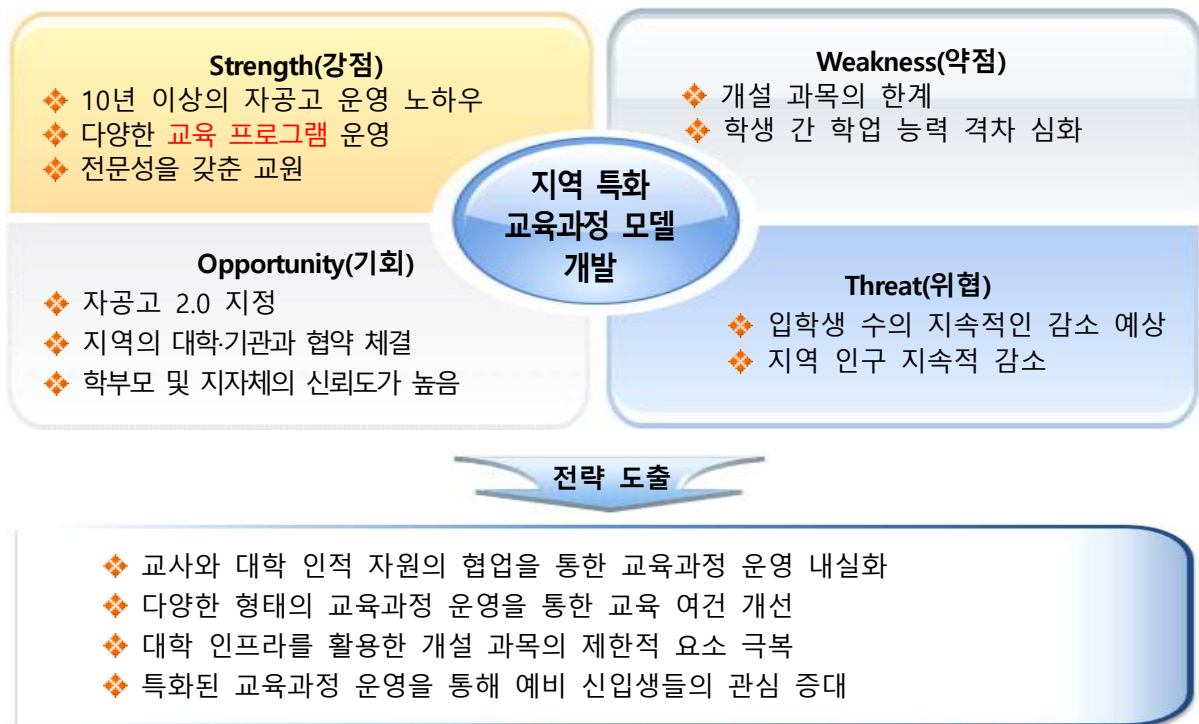 Strength(강점)
❖ 10년 이상의 자공고 운영 노하우
❖ 다양한 교육 프로그램 운영
❖ 전문성을 갖춘 교원
Weakness(약점)
❖ 개설 과목의 한계
❖ 학생 간 학업 능력 격차 심화
지역 특화
교육과정 모델
개발
Opportunity(기회)
❖ 자공고 2.0 지정
❖ 지역의 대학·기관과 협약 체결
❖ 학부모 및 지자체의 신뢰도가 높음
Threat(위협)
❖ 입학생 수의 지속적인 감소 예상
❖ 지역 인구 지속적 감소
전략 도출
❖ 교사와 대학 인적 자원의 협업을 통한 교육과정 운영 내실화
❖ 다양한 형태의 교육과정 운영을 통한 교육 여건 개선
❖ 대학 인프라를 활용한 개설 과목의 제한적 요소 극복
❖ 특화된 교육과정 운영을 통해 예비 신입생들의 관심 증대